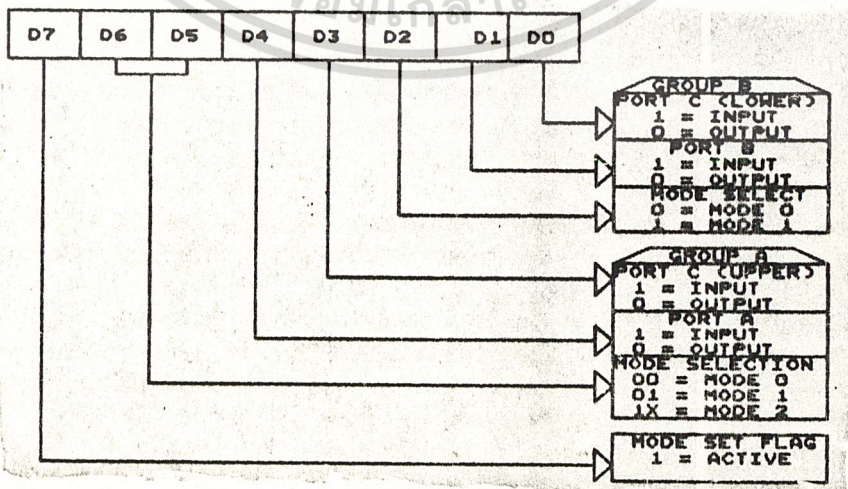 D7 D6 D5 D4 D3 D2 D1 D0
GROUP B
PORT C (LOWER)
1 = INPUT
0 = OUTPUT
PORT B
1 = INPUT
0 = OUTPUT
MODE SELECT
0 = MODE 0
1 = MODE 1
GROUP A
PORT C (UPPER)
1 = INPUT
0 = OUTPUT
PORT A
1 = INPUT
0 = OUTPUT
MODE SELECTION
00 = MODE 0
01 = MODE 1
1X = MODE 2
MODE SET FLAG
1 = ACTIVE